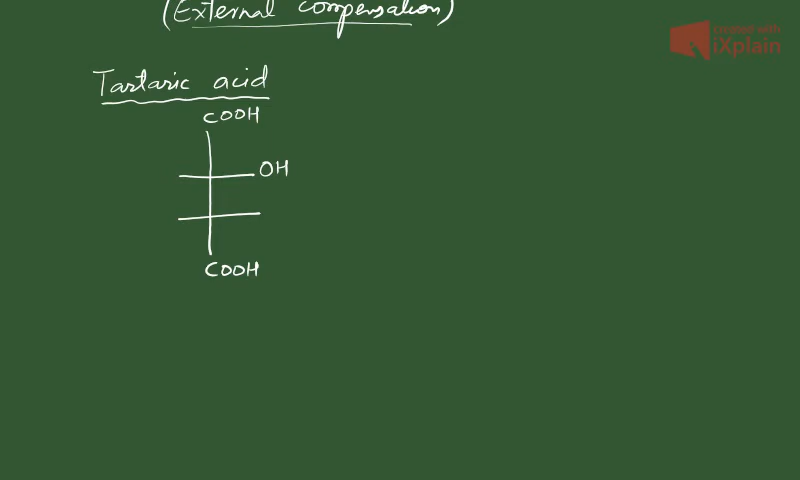 (External compensation)
created with
iXplain
Tartaric acid
COOH
OH
COOH